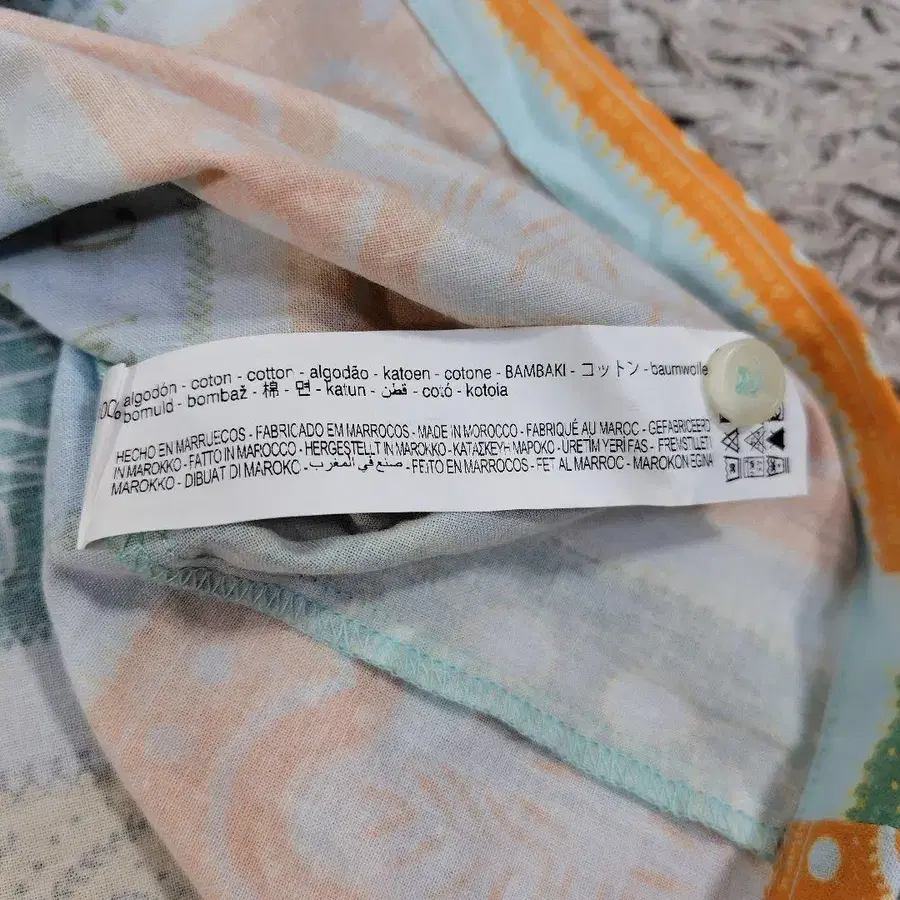 00% algodón - coton - cotton - algodão - katoen - cotone - BAMBAKI - コットン - baumwolle
bomuld - bombaž - 棉 - 면 - katun - قطن - cotó - kotoia
HECHO EN MARRUECOS - FABRICADO EM MARROCOS - MADE IN MOROCCO - FABRIQUÉ AU MAROC - GEFABRICEERD
IN MAROKKO - FATTO IN MAROCCO - HERGESTELLT IN MAROKKO - ΚΑΤΑΣΚΕΥΗ ΜΑΡΟΚΟ - ÜRETIM YERİ FAS - FREMSTILLET I
MAROKKO - DIBUAT DI MAROKO - صنع في المغرب - FEITO EN MARROCOS - FET AL MARROC - MAROKON EGINA